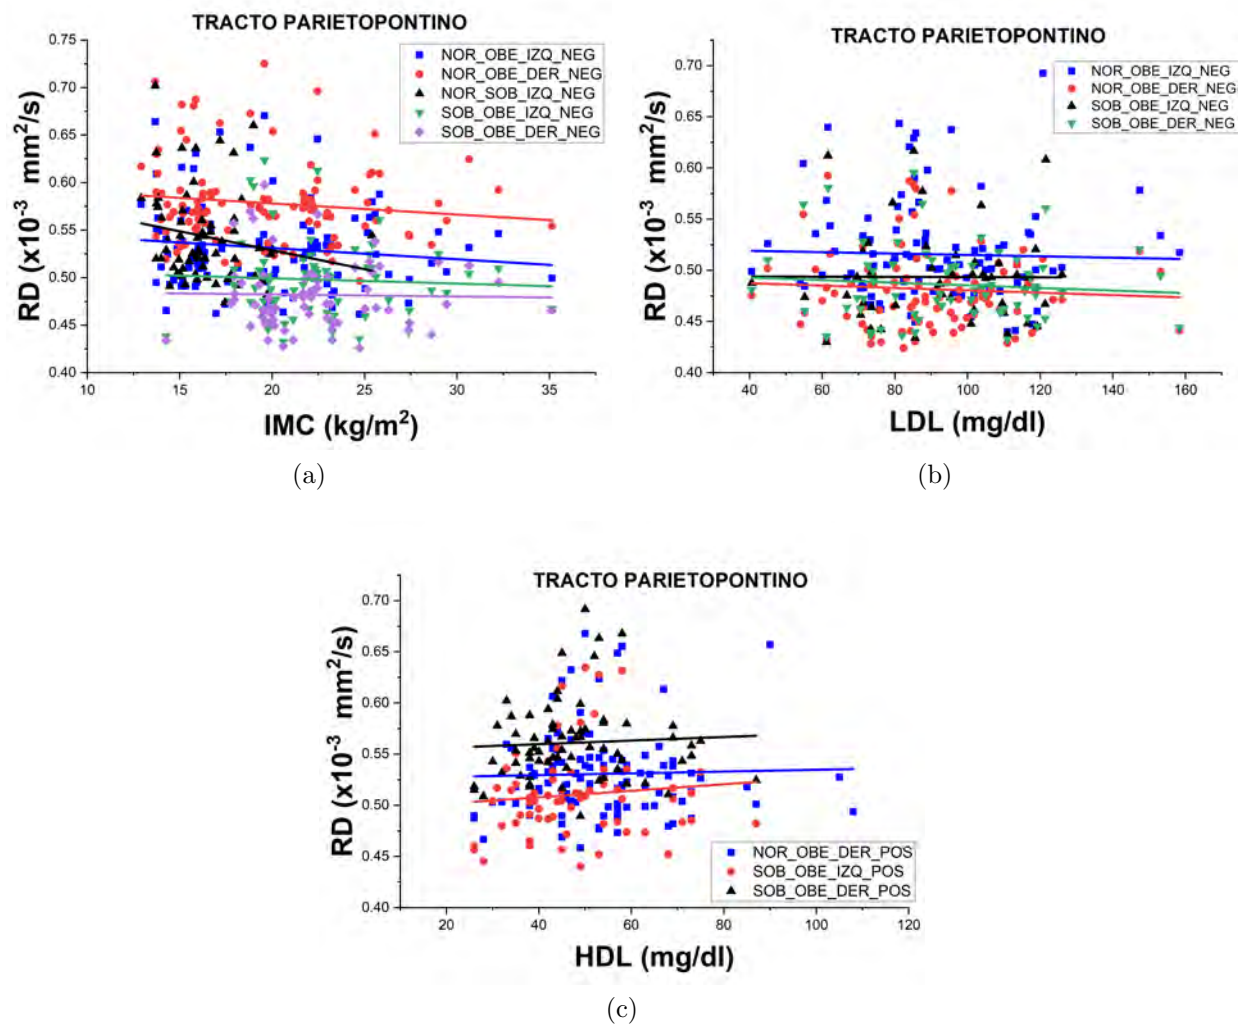 TRACTO PARIETOPONTINO
0.75
0.70
0.65
0.60
0.55
0.50
0.45
0.40
RD (x10⁻³ mm²/s)
NOR_OBE_IZQ_NEG
NOR_OBE_DER_NEG
NOR_SOB_IZQ_NEG
SOB_OBE_IZQ_NEG
SOB_OBE_DER_NEG
10 15 20 25 30 35
IMC (kg/m²)
(a)
TRACTO PARIETOPONTINO
0.70
0.65
0.60
0.55
0.50
0.45
0.40
RD (x10⁻³ mm²/s)
NOR_OBE_IZQ_NEG
NOR_OBE_DER_NEG
SOB_OBE_IZQ_NEG
SOB_OBE_DER_NEG
40 60 80 100 120 140 160
LDL (mg/dl)
(b)
TRACTO PARIETOPONTINO
0.70
0.65
0.60
0.55
0.50
0.45
0.40
RD (x10⁻³ mm²/s)
NOR_OBE_DER_POS
SOB_OBE_IZQ_POS
SOB_OBE_DER_POS
20 40 60 80 100 120
HDL (mg/dl)
(c)